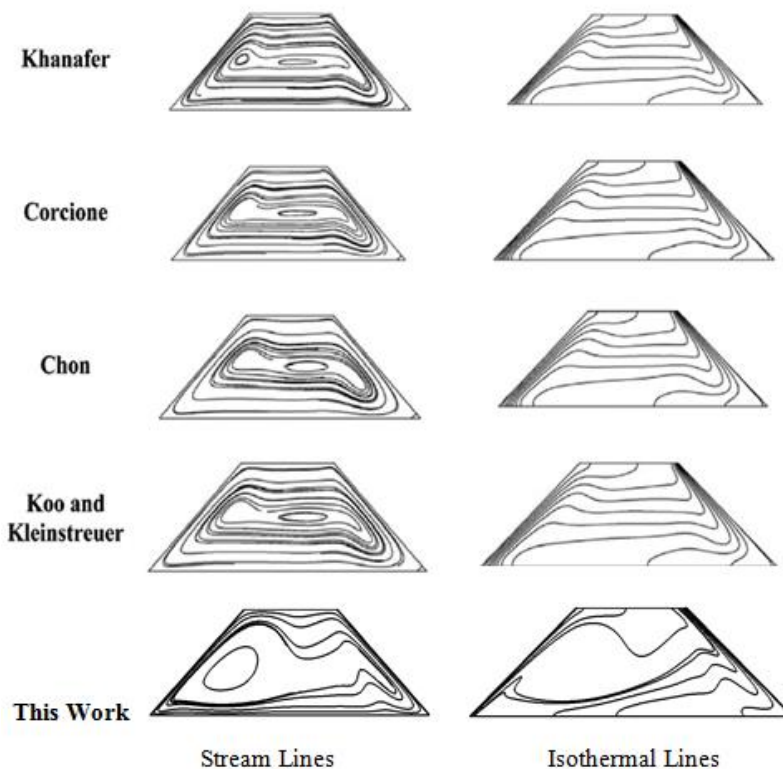 Khanafer
Corcione
Chon
Koo and
Kleinstreuer
This Work
Stream Lines
Isothermal Lines